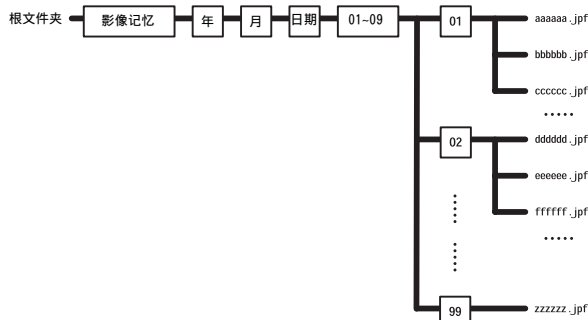 根文件夹 影像记忆 年 月 日期 01~09 01 aaaaaa.jpf
bbbbbb.jpf
cccccc.jpf
.....
02 dddddd.jpf
eeeeee.jpf
ffffff.jpf
.....
99 zzzzzz.jpf